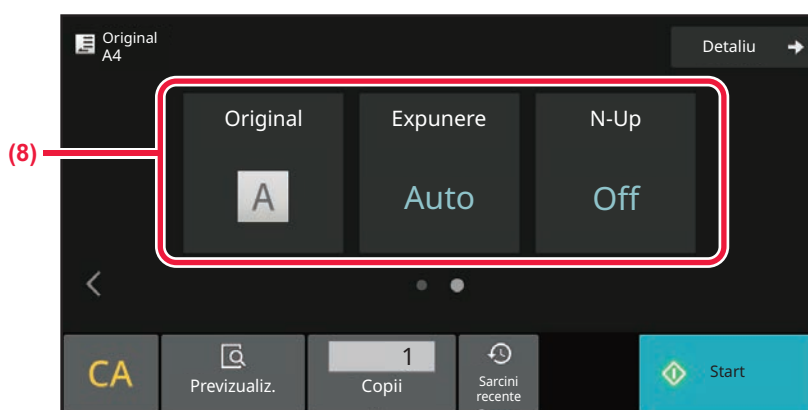 Original
A4
Detaliu
Original
Expunere
N-Up
(8)
A
Auto
Off
CA
Previzualiz.
1
Copii
Sarcini
recente
Start